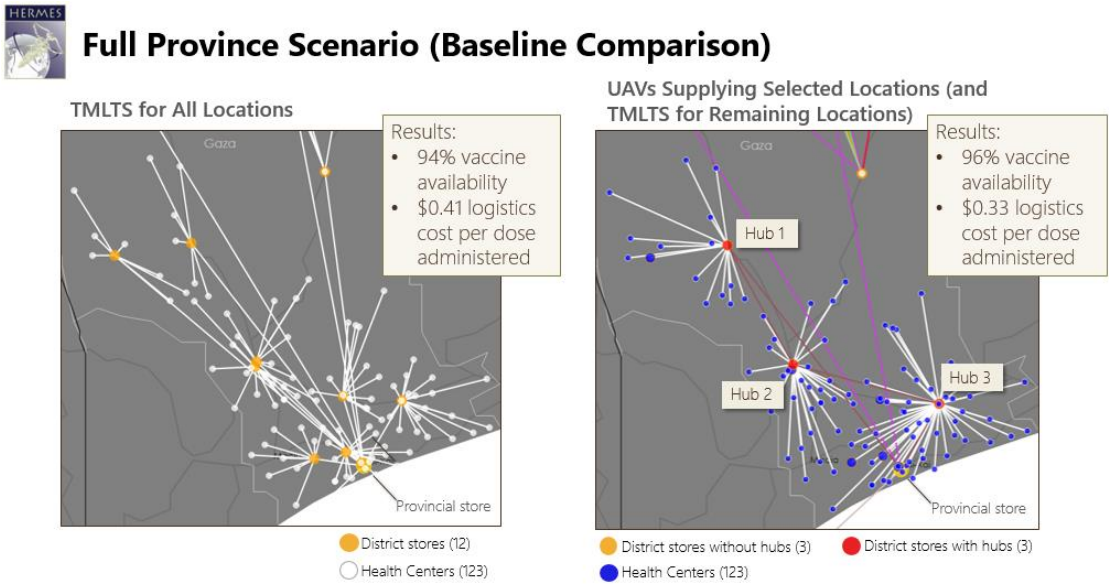 HERMES
Full Province Scenario (Baseline Comparison)
TMLTS for All Locations
Gaza
Results:
• 94% vaccine
availability
• $0.41 logistics
cost per dose
administered
Provincial store
District stores (12)
Health Centers (123)
UAVs Supplying Selected Locations (and
TMLTS for Remaining Locations)
Gaza
Results:
• 96% vaccine
availability
• $0.33 logistics
cost per dose
administered
Hub 1
Hub 2
Hub 3
Provincial store
District stores without hubs (3)
District stores with hubs (3)
Health Centers (123)